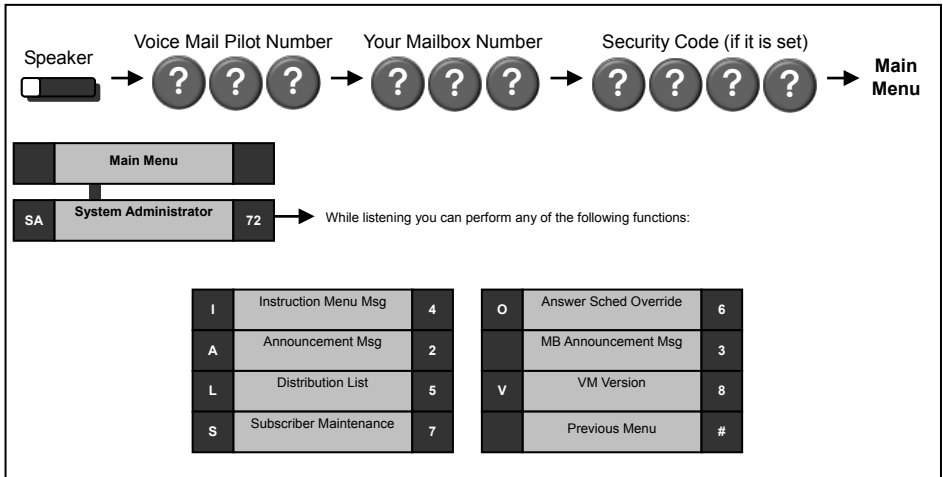 Speaker
Voice Mail Pilot Number
Your Mailbox Number
Security Code (if it is set)
? ? ?
? ? ?
? ? ? ?
Main
Menu
Main Menu
SA System Administrator 72
While listening you can perform any of the following functions:
I Instruction Menu Msg 4
O Answer Sched Override 6
A Announcement Msg 2
MB Announcement Msg 3
L Distribution List 5
V VM Version 8
S Subscriber Maintenance 7
Previous Menu #